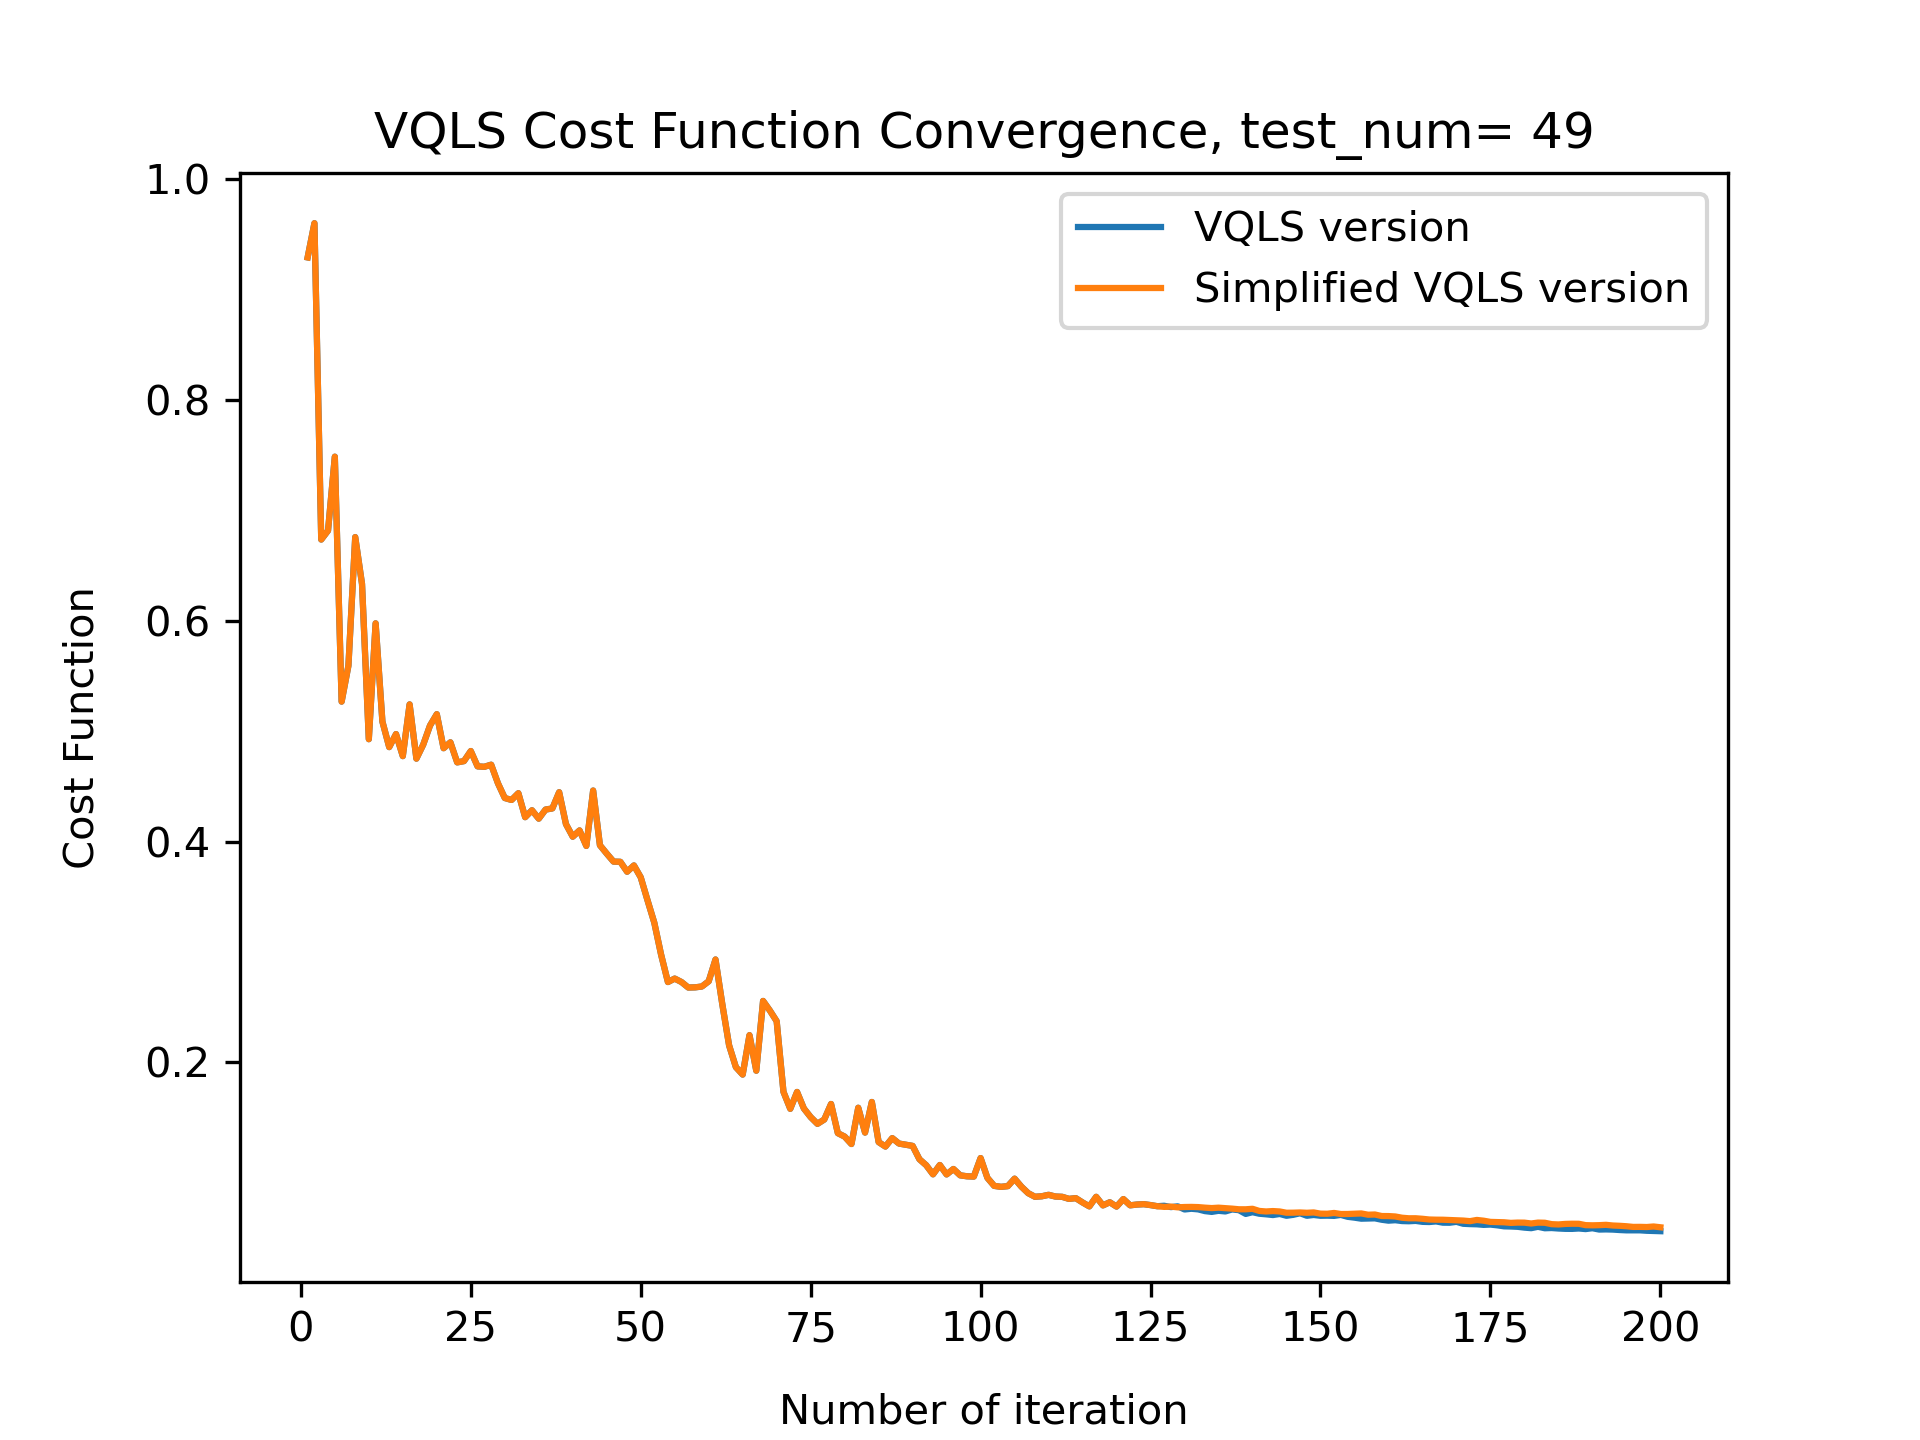 VQLS Cost Function Convergence, test_num= 49
VQLS version
Simplified VQLS version
Cost Function
1.0
0.8
0.6
0.4
0.2
0 25 50 75 100 125 150 175 200
Number of iteration